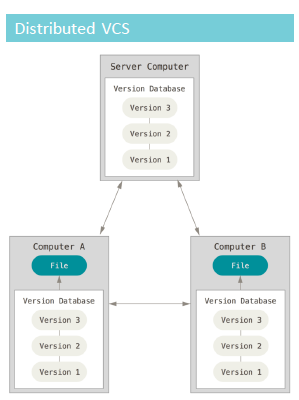 Distributed VCS
Server Computer
Version Database
Version 3
Version 2
Version 1
Computer A
File
Version Database
Version 3
Version 2
Version 1
Computer B
File
Version Database
Version 3
Version 2
Version 1